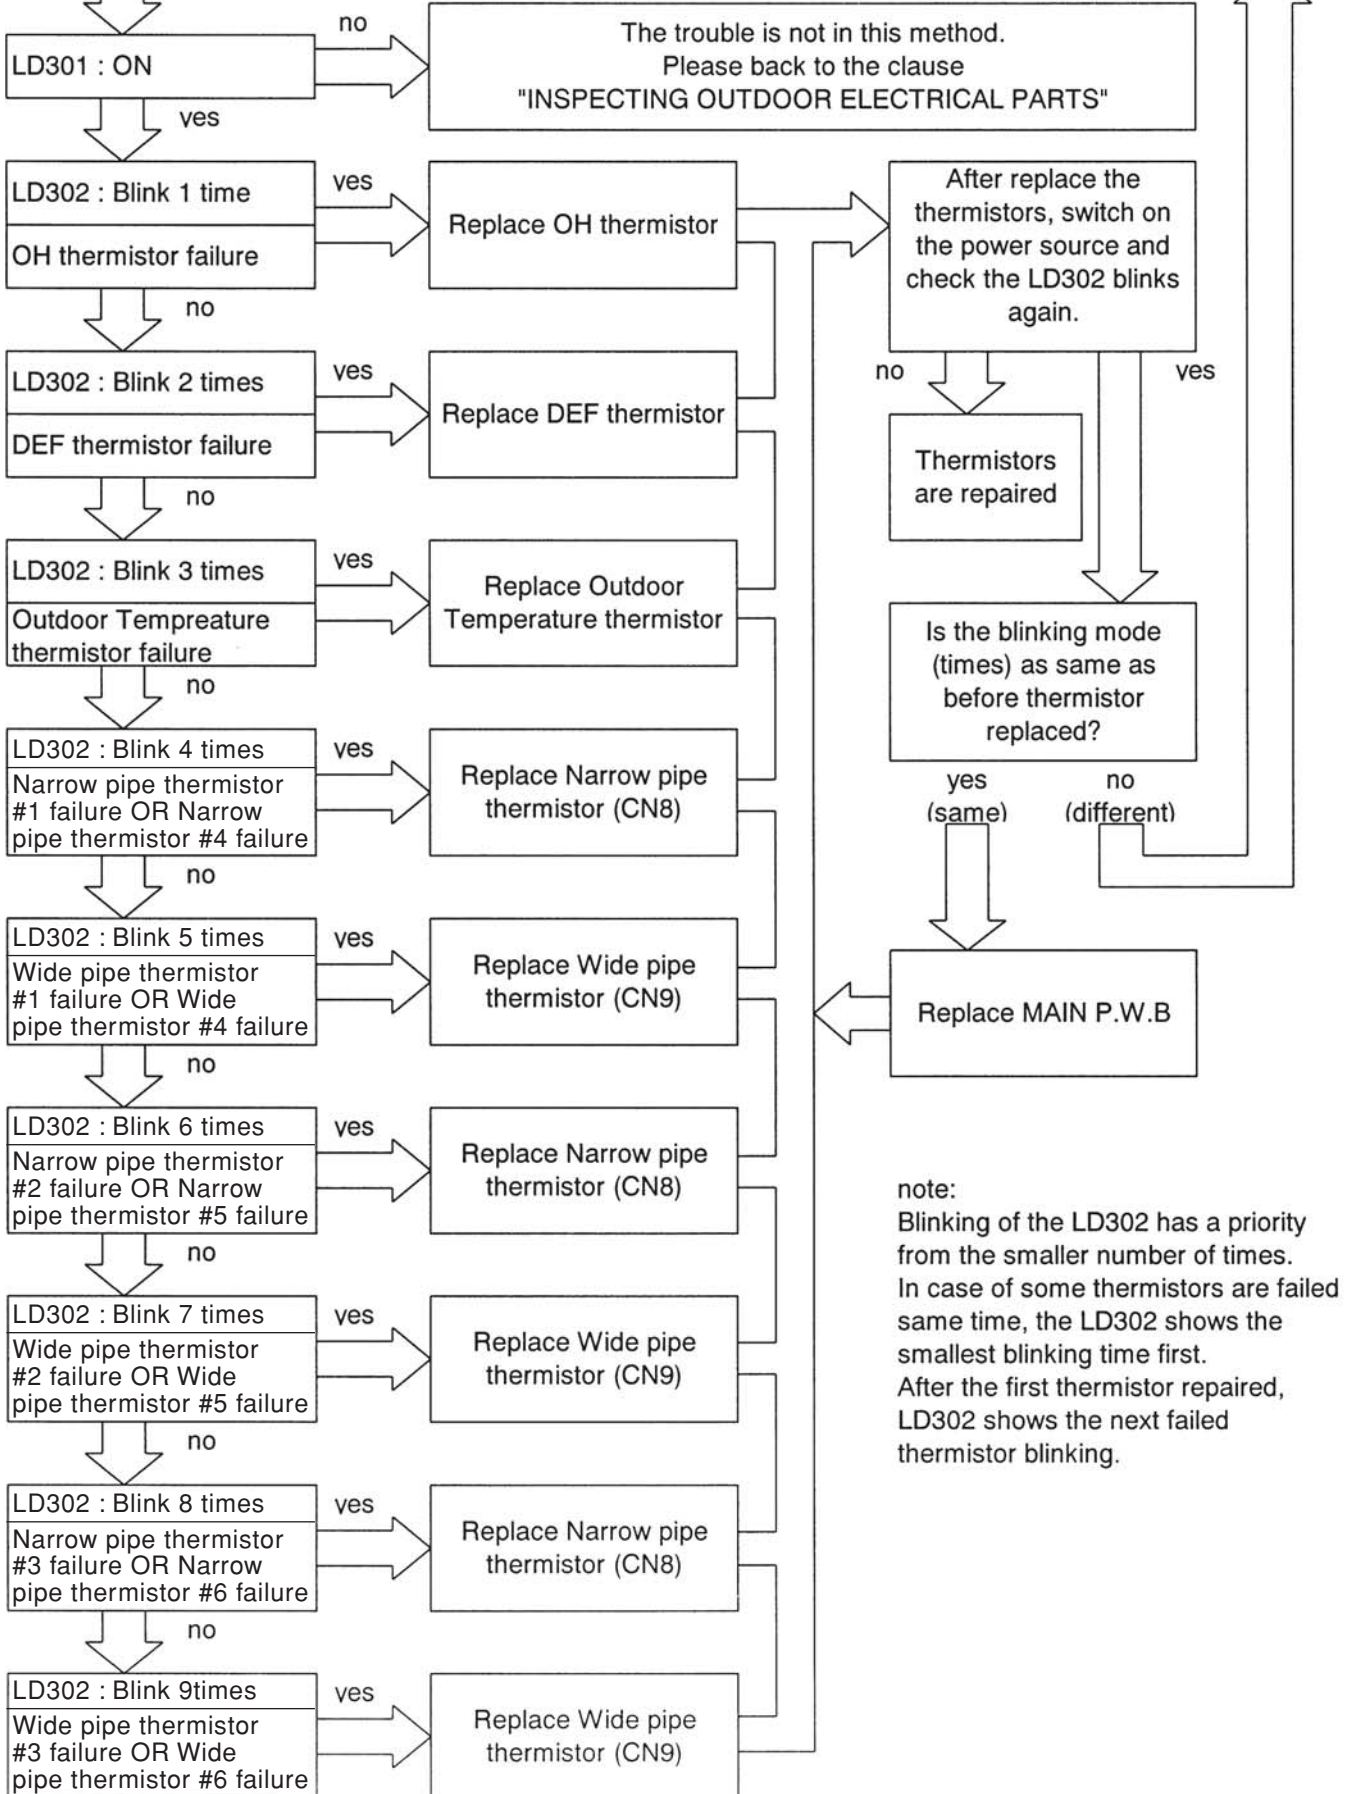 LD301 : ON
no
The trouble is not in this method.
Please back to the clause
"INSPECTING OUTDOOR ELECTRICAL PARTS"
yes
LD302 : Blink 1 time
OH thermistor failure
yes
Replace OH thermistor
no
LD302 : Blink 2 times
DEF thermistor failure
yes
Replace DEF thermistor
no
LD302 : Blink 3 times
Outdoor Tempreature
thermistor failure
yes
Replace Outdoor
Temperature thermistor
no
LD302 : Blink 4 times
Narrow pipe thermistor
#1 failure OR Narrow
pipe thermistor #4 failure
yes
Replace Narrow pipe
thermistor (CN8)
no
LD302 : Blink 5 times
Wide pipe thermistor
#1 failure OR Wide
pipe thermistor #4 failure
yes
Replace Wide pipe
thermistor (CN9)
no
LD302 : Blink 6 times
Narrow pipe thermistor
#2 failure OR Narrow
pipe thermistor #5 failure
yes
Replace Narrow pipe
thermistor (CN8)
no
LD302 : Blink 7 times
Wide pipe thermistor
#2 failure OR Wide
pipe thermistor #5 failure
yes
Replace Wide pipe
thermistor (CN9)
no
LD302 : Blink 8 times
Narrow pipe thermistor
#3 failure OR Narrow
pipe thermistor #6 failure
yes
Replace Narrow pipe
thermistor (CN8)
no
LD302 : Blink 9times
Wide pipe thermistor
#3 failure OR Wide
pipe thermistor #6 failure
yes
Replace Wide pipe
thermistor (CN9)
After replace the
thermistors, switch on
the power source and
check the LD302 blinks
again.
no
yes
Thermistors
are repaired
Is the blinking mode
(times) as same as
before thermistor
replaced?
yes
(same)
no
(different)
Replace MAIN P.W.B
note:
Blinking of the LD302 has a priority
from the smaller number of times.
In case of some thermistors are failed
same time, the LD302 shows the
smallest blinking time first.
After the first thermistor repaired,
LD302 shows the next failed
thermistor blinking.